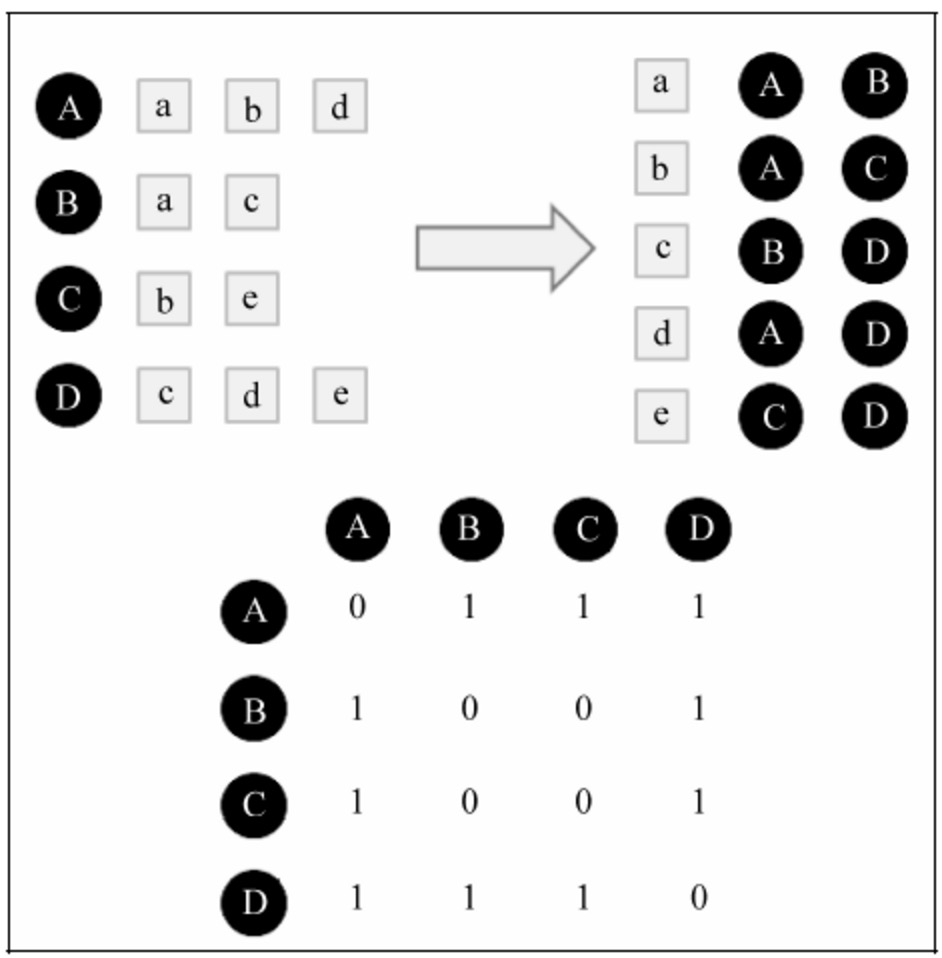 A a b d
B a c
C b e
D c d e
a A B
b A C
c B D
d A D
e C D
A B C D
A 0 1 1 1
B 1 0 0 1
C 1 0 0 1
D 1 1 1 0